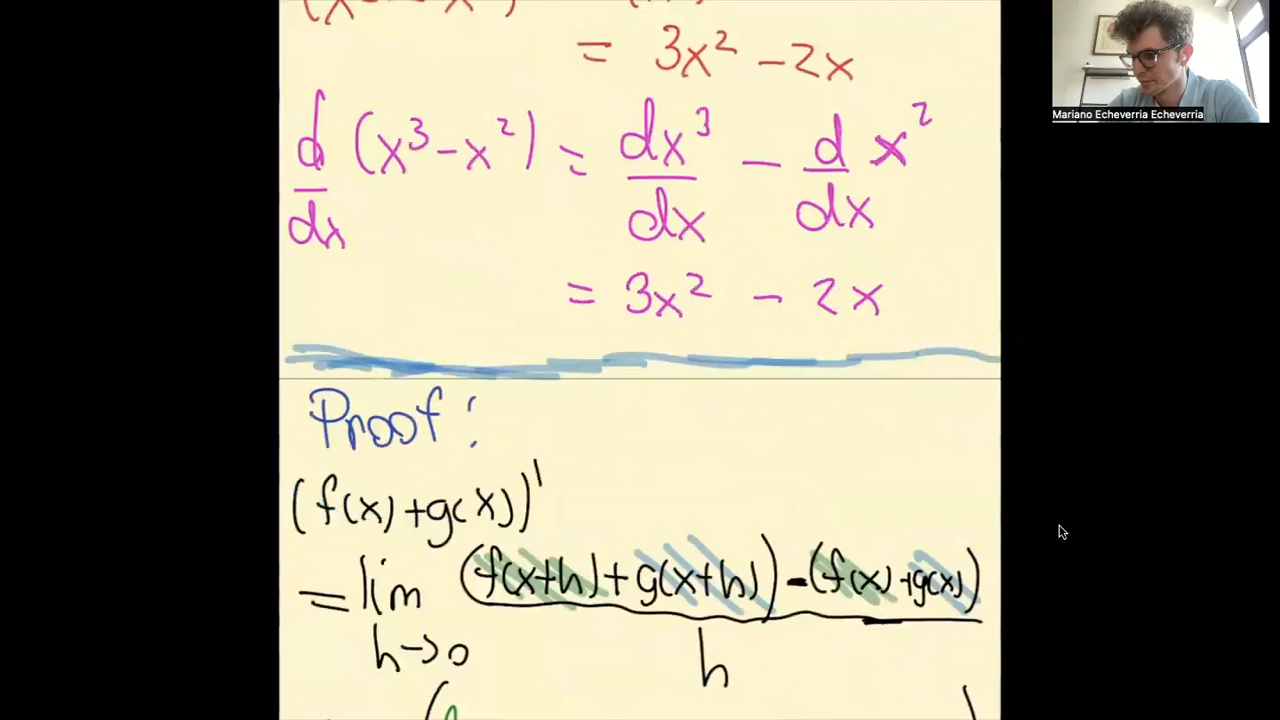 = 3x² - 2x
Mariano Echeverria Echeverria
d/dx (x³ - x²) = dx³/dx - d/dx x²
= 3x² - 2x
Proof:
(f(x)+g(x))'
= lim h→0 (f(x+h)+g(x+h)) - (f(x)+g(x)) / h